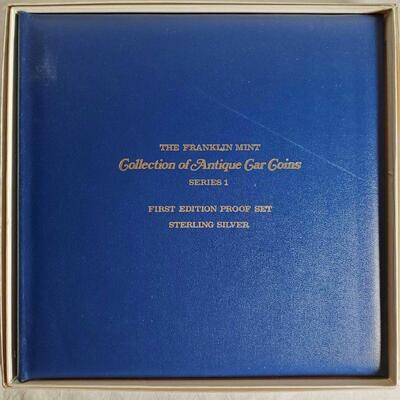 THE FRANKLIN MINT
Collection of Antique Car Coins
SERIES 1
FIRST EDITION PROOF SET
STERLING SILVER